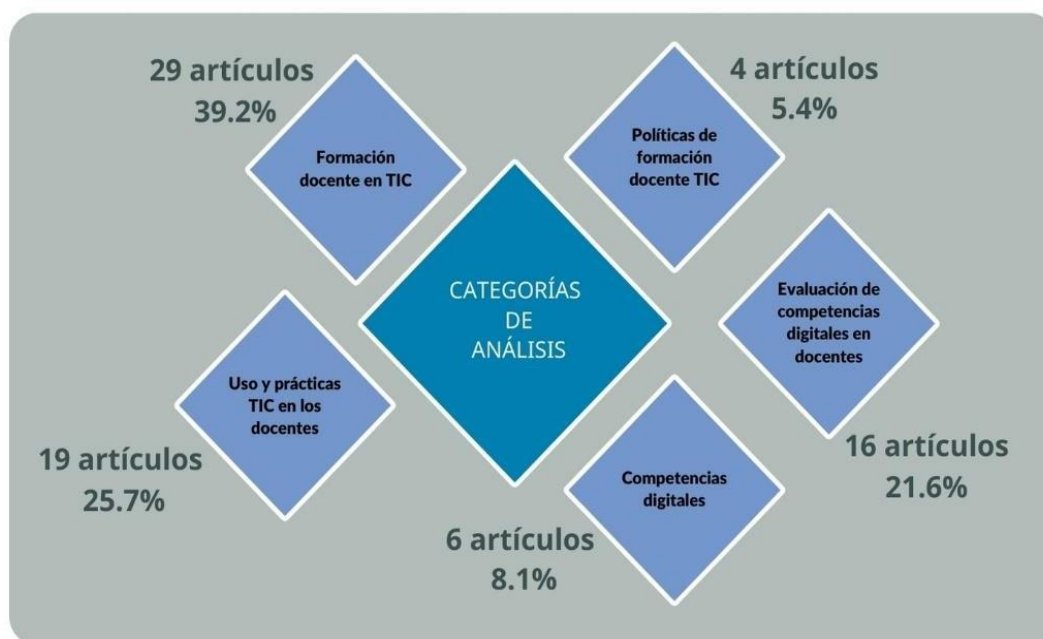 29 artículos
39.2%
Formación
docente en TIC
4 artículos
5.4%
Políticas de
formación
docente TIC
CATEGORÍAS
DE
ANÁLISIS
Evaluación de
competencias
digitales en
docentes
16 artículos
21.6%
Uso y prácticas
TIC en los
docentes
19 artículos
25.7%
Competencias
digitales
6 artículos
8.1%